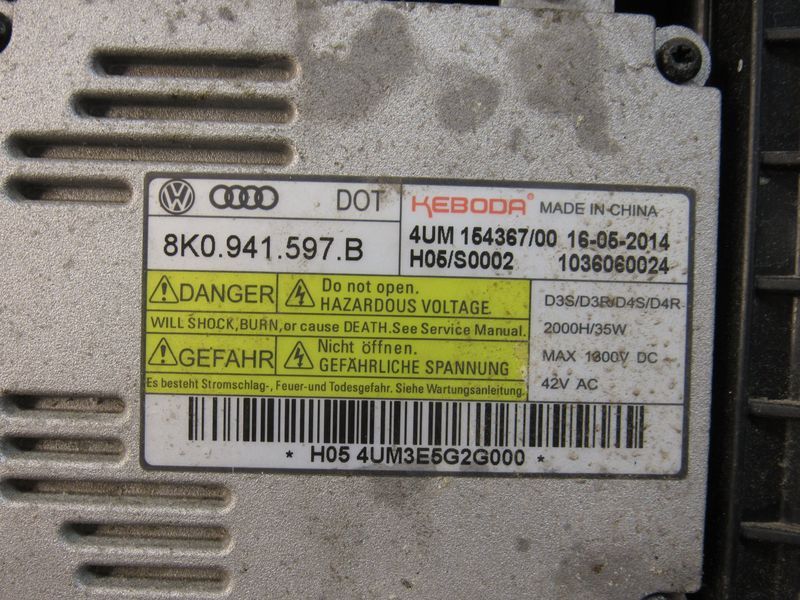 DOT
8K0.941.597.B
KEBODA® MADE IN CHINA
4UM 154367/00 16-05-2014
H05/S0002 1036060024
DANGER
Do not open.
HAZARDOUS VOLTAGE
WILL SHOCK,BURN,or cause DEATH.See Service Manual.
GEFAHR
Nicht öffnen.
GEFÄHRLICHE SPANNUNG
Es besteht Stromschlag-, Feuer-und Todesgefahr. Siehe Wartungsanleitung.
D3S/D3R/D4S/D4R
2000H/35W
MAX 1300V DC
42V AC
* H05 4UM3E5G2G000 *